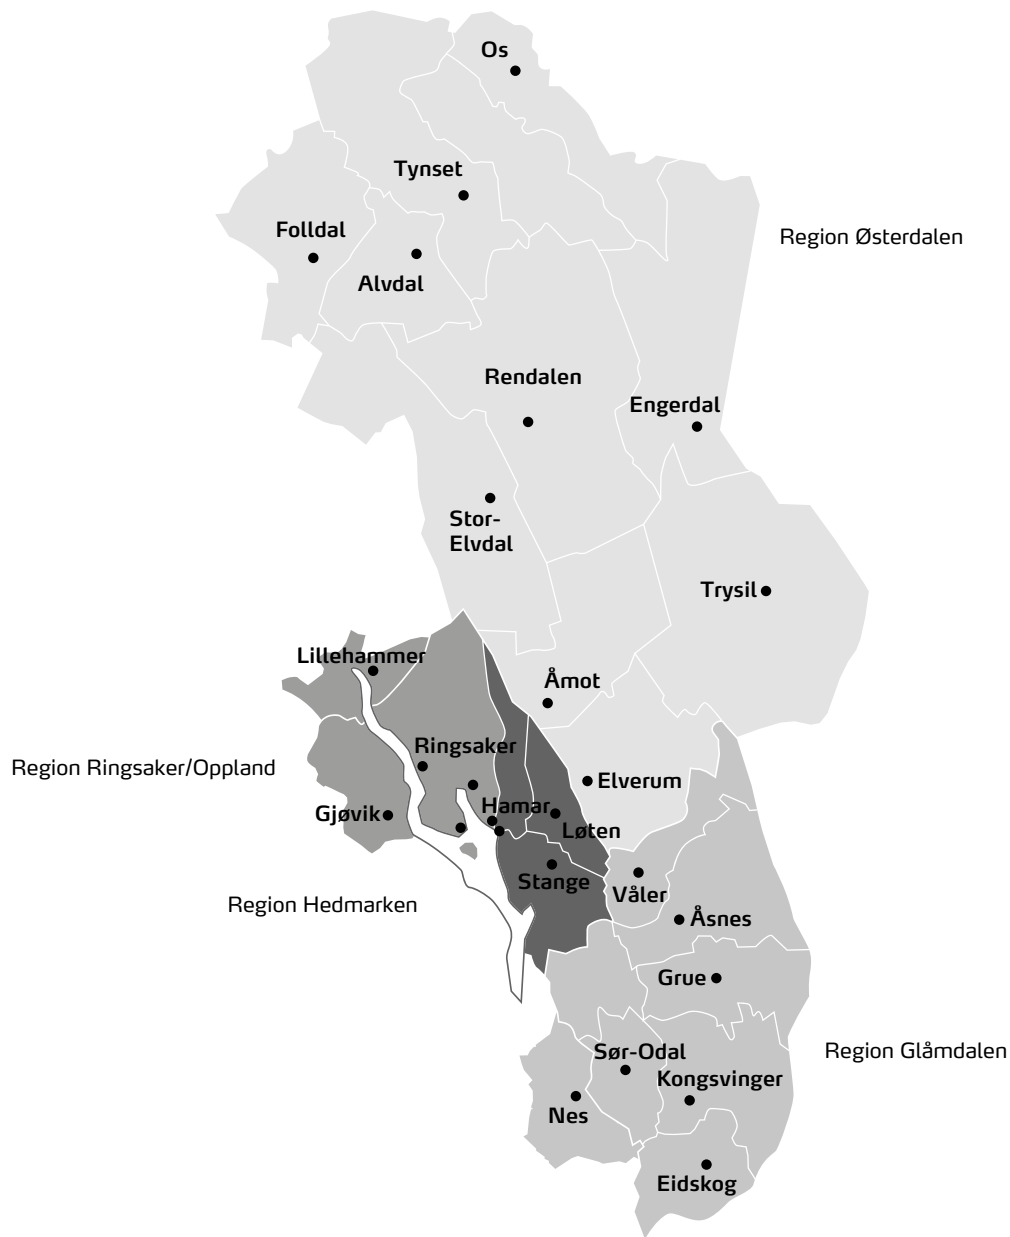 Os
Tynset
Region Østerdalen
Folldal
Alvdal
Rendalen
Engerdal
Stor-
Elvdal
Trysil
Lillehammer
Åmot
Ringsaker
Region Ringsaker/Oppland
Elverum
Hamar
Gjøvik
Løten
Stange
Våler
Region Hedmarken
Åsnes
Grue
Sør-Odal
Region Glåmdalen
Kongsvinger
Nes
Eidskog